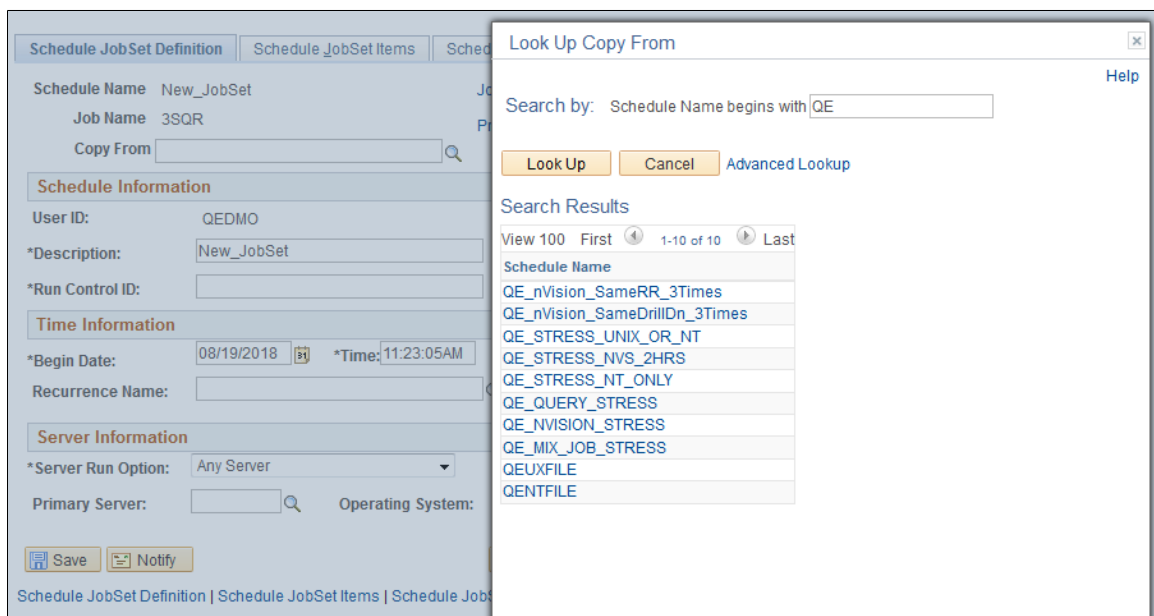 Schedule JobSet Definition
Schedule JobSet Items
Sched
Schedule Name New_JobSet
Job Name 3SQR
Copy From
Schedule Information
User ID: QEDMO
*Description: New_JobSet
*Run Control ID:
Time Information
*Begin Date: 08/19/2018 31 *Time: 11:23:05AM
Recurrence Name:
Server Information
*Server Run Option: Any Server
Primary Server: Operating System:
Save Notify
Schedule JobSet Definition | Schedule JobSet Items | Schedule Job
Look Up Copy From
Help
Search by: Schedule Name begins with QE
Look Up Cancel Advanced Lookup
Search Results
View 100 First 1-10 of 10 Last
Schedule Name
QE_nVision_SameRR_3Times
QE_nVision_SameDrillDn_3Times
QE_STRESS_UNIX_OR_NT
QE_STRESS_NVS_2HRS
QE_STRESS_NT_ONLY
QE_QUERY_STRESS
QE_NVISION_STRESS
QE_MIX_JOB_STRESS
QEUXFILE
QENTFILE